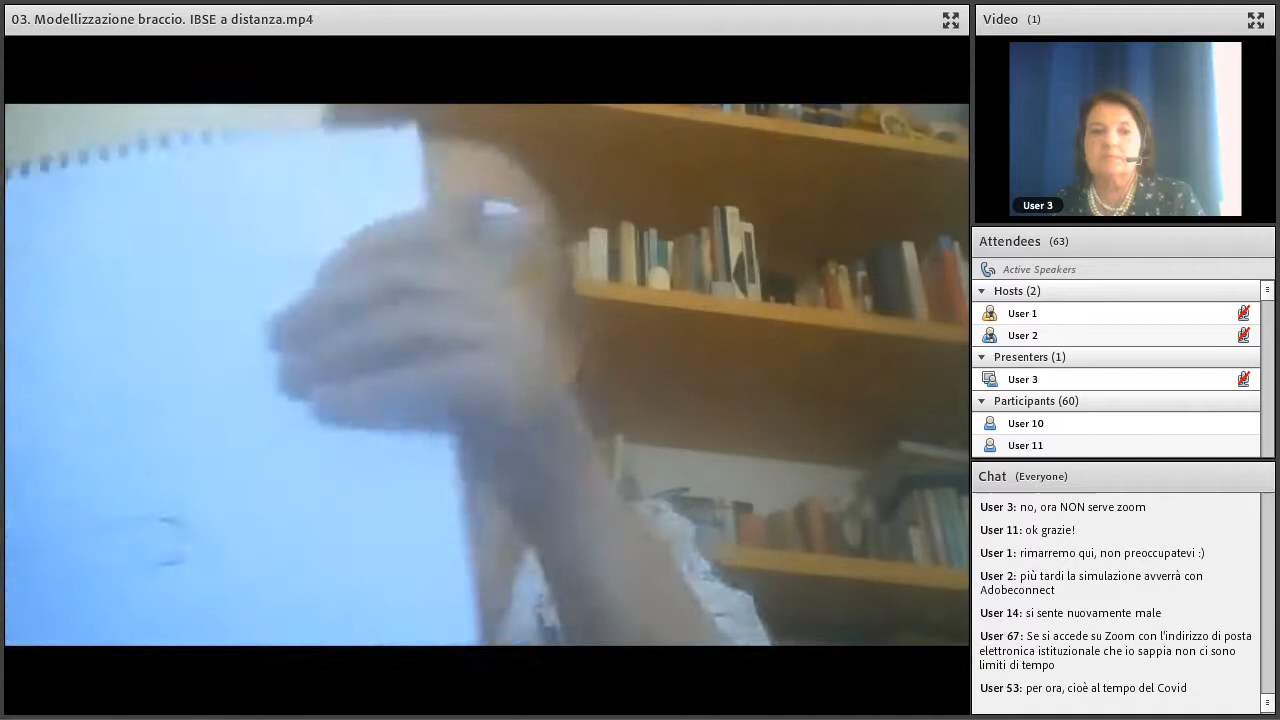 03. Modellizzazione braccio. IBSE a distanza.mp4
Video (1)
User 3
Attendees (63)
Active Speakers
Hosts (2)
User 1
User 2
Presenters (1)
User 3
Participants (60)
User 10
User 11
Chat (Everyone)
User 3: no, ora NON serve zoom
User 11: ok grazie!
User 1: rimarremo qui, non preoccupatevi :)
User 2: più tardi la simulazione avverrà con
Adobeconnect
User 14: si sente nuovamente male
User 67: Se si accede su Zoom con l'indirizzo di posta
elettronica istituzionale che io sappia non ci sono
limiti di tempo
User 53: per ora, cioè al tempo del Covid